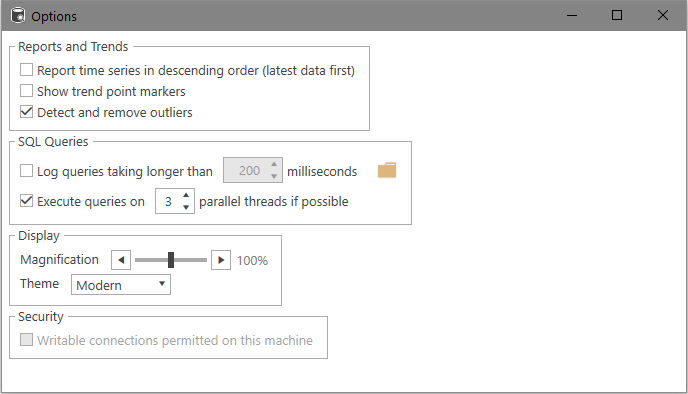 Options
Reports and Trends
Report time series in descending order (latest data first)
Show trend point markers
Detect and remove outliers
SQL Queries
Log queries taking longer than 200 milliseconds
Execute queries on 3 parallel threads if possible
Display
Magnification 100%
Theme Modern
Security
Writable connections permitted on this machine